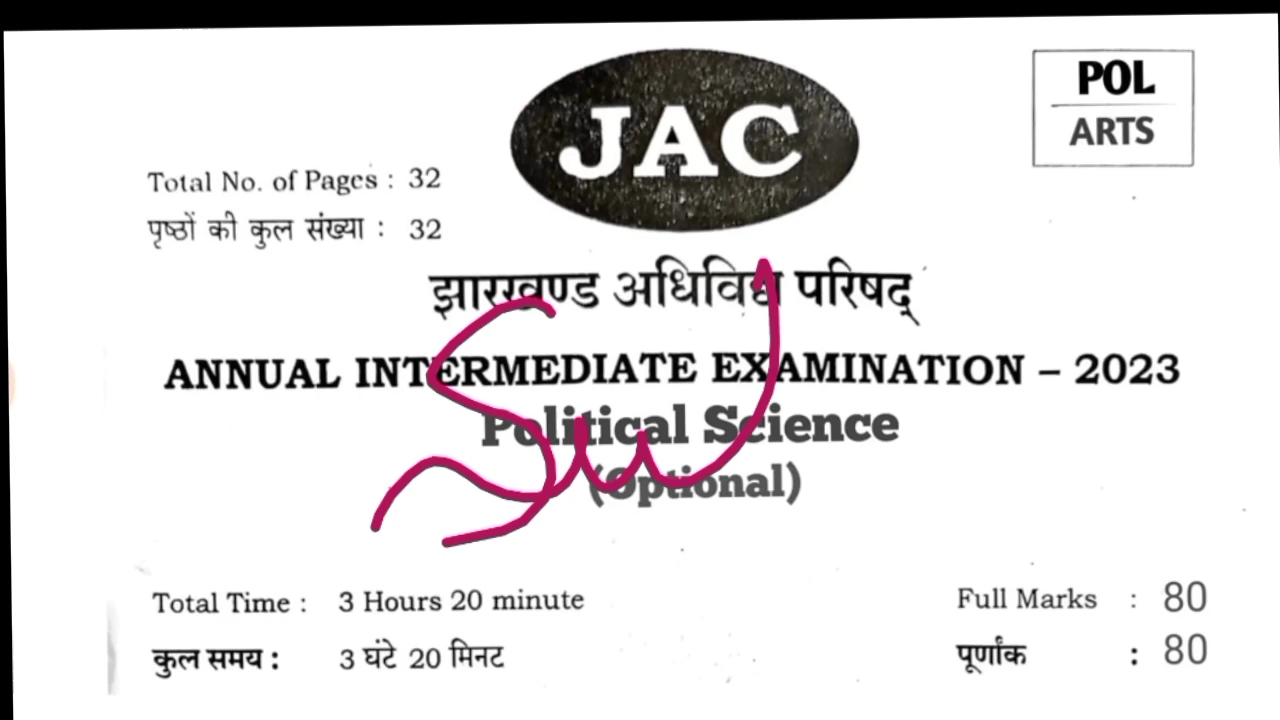 JAC
POL
ARTS
Total No. of Pages : 32
पृष्ठों की कुल संख्या : 32
झारखण्ड अधिविद्य परिषद्
ANNUAL INTERMEDIATE EXAMINATION – 2023
Political Science
(Optional)
Total Time : 3 Hours 20 minute
Full Marks : 80
कुल समय : 3 घंटे 20 मिनट
पूर्णांक : 80